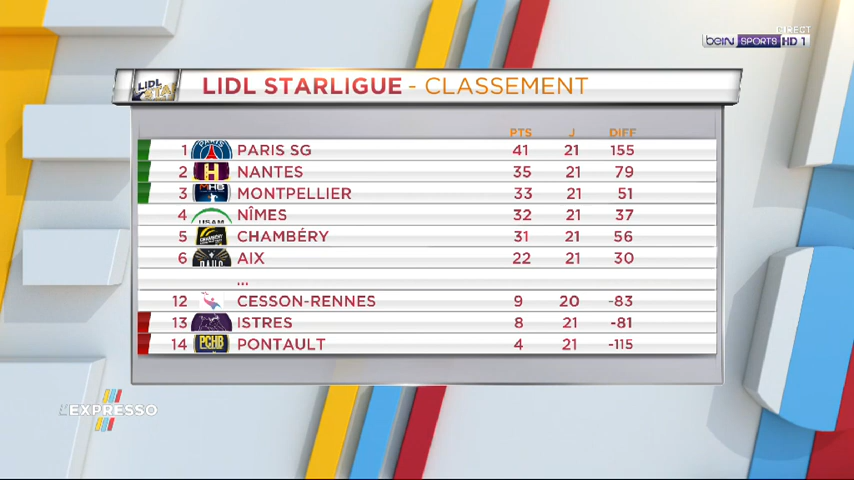 DIRECT
beIN SPORTS HD 1
LIDL STARLIGUE - CLASSEMENT
PTS J DIFF
1 PARIS SG 41 21 155
2 NANTES 35 21 79
3 MONTPELLIER 33 21 51
4 NÎMES 32 21 37
5 CHAMBÉRY 31 21 56
6 AIX 22 21 30
...
12 CESSON-RENNES 9 20 -83
13 ISTRES 8 21 -81
14 PCHB PONTAULT 4 21 -115
L'EXPRESSO